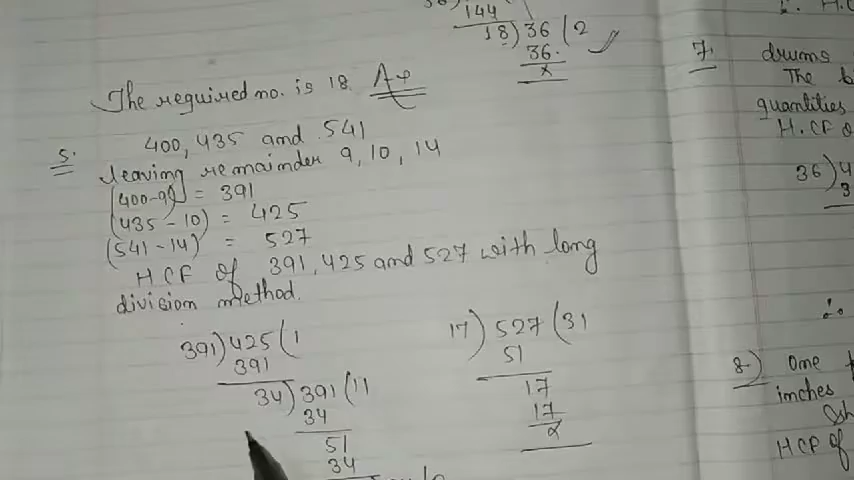 144
18) 36 (2
36
x
The required no. is 18
5.
400, 435 and 541
leaving remainder 9, 10, 14
(400-9) = 391
(435-10) = 425
(541-14) = 527
HCF of 391, 425 and 527 with long
division method.
391) 425 (1
391
34) 391 (11
34
51
34
17) 527 (31
51
17
17
x
7.
drums
The
quantities
H.C.F
36)
8.)
One
inches
HCF of